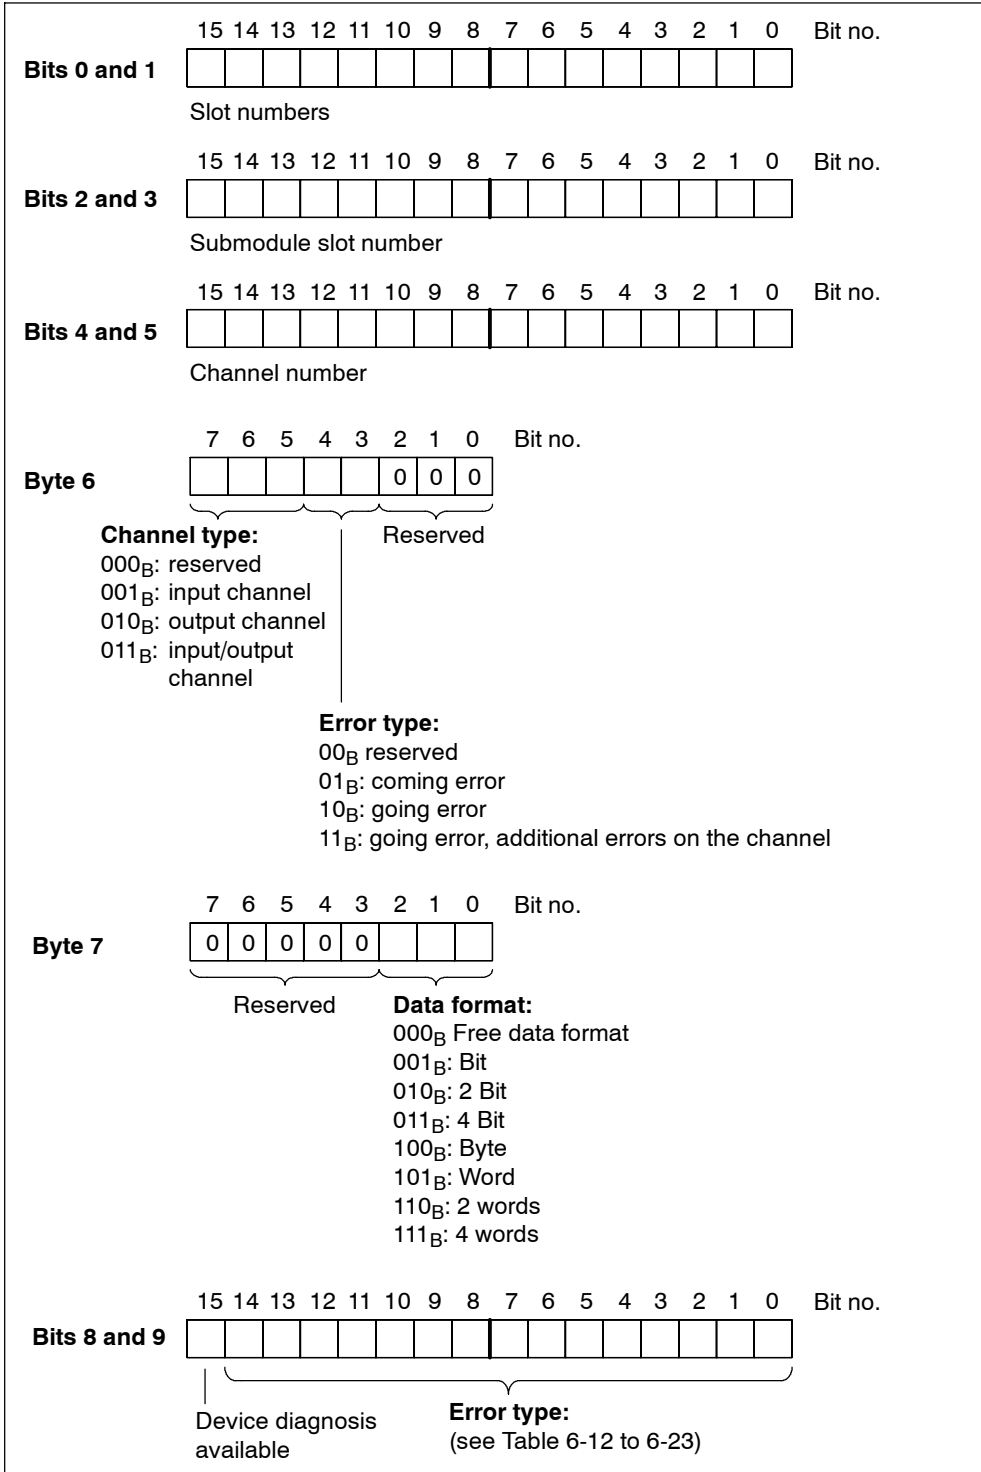 15 14 13 12 11 10 9 8 7 6 5 4 3 2 1 0 Bit no.
Bits 0 and 1
Slot numbers
15 14 13 12 11 10 9 8 7 6 5 4 3 2 1 0 Bit no.
Bits 2 and 3
Submodule slot number
15 14 13 12 11 10 9 8 7 6 5 4 3 2 1 0 Bit no.
Bits 4 and 5
Channel number
7 6 5 4 3 2 1 0 Bit no.
Byte 6 0 0 0
Channel type: Reserved
000B: reserved
001B: input channel
010B: output channel
011B: input/output
channel
Error type:
00B reserved
01B: coming error
10B: going error
11B: going error, additional errors on the channel
7 6 5 4 3 2 1 0 Bit no.
Byte 7 0 0 0 0 0
Reserved Data format:
000B Free data format
001B: Bit
010B: 2 Bit
011B: 4 Bit
100B: Byte
101B: Word
110B: 2 words
111B: 4 words
15 14 13 12 11 10 9 8 7 6 5 4 3 2 1 0 Bit no.
Bits 8 and 9
Device diagnosis
available
Error type:
(see Table 6-12 to 6-23)